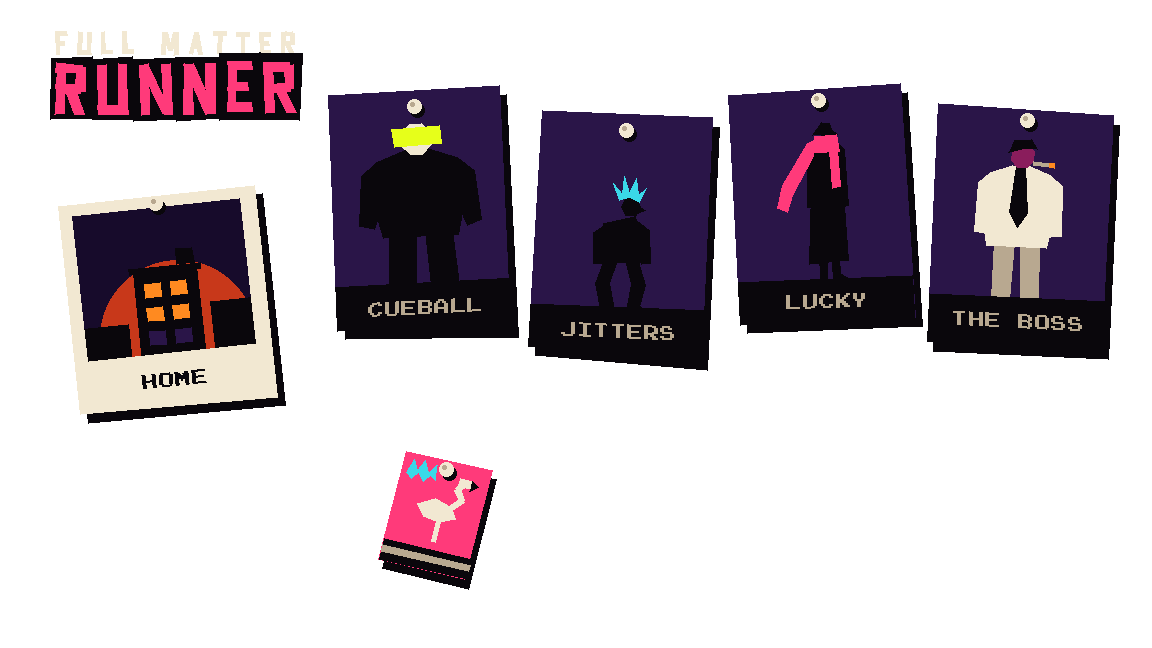 FULL MATTER
RUNNER
CUEBALL
JITTERS
LUCKY
THE BOSS
HOME